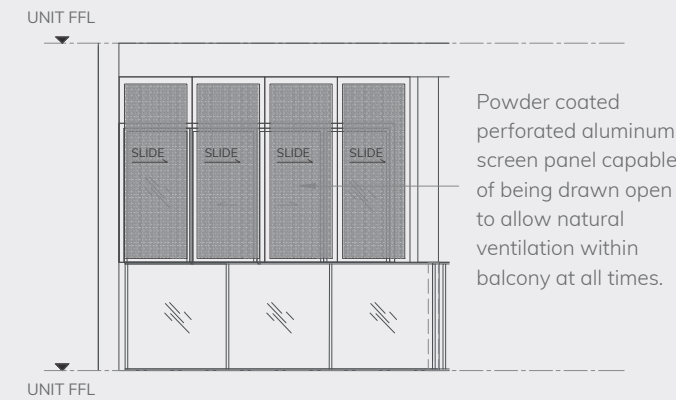 UNIT FFL
SLIDE
SLIDE
SLIDE
SLIDE
Powder coated
perforated aluminum
screen panel capable
of being drawn open
to allow natural
ventilation within
balcony at all times.
UNIT FFL